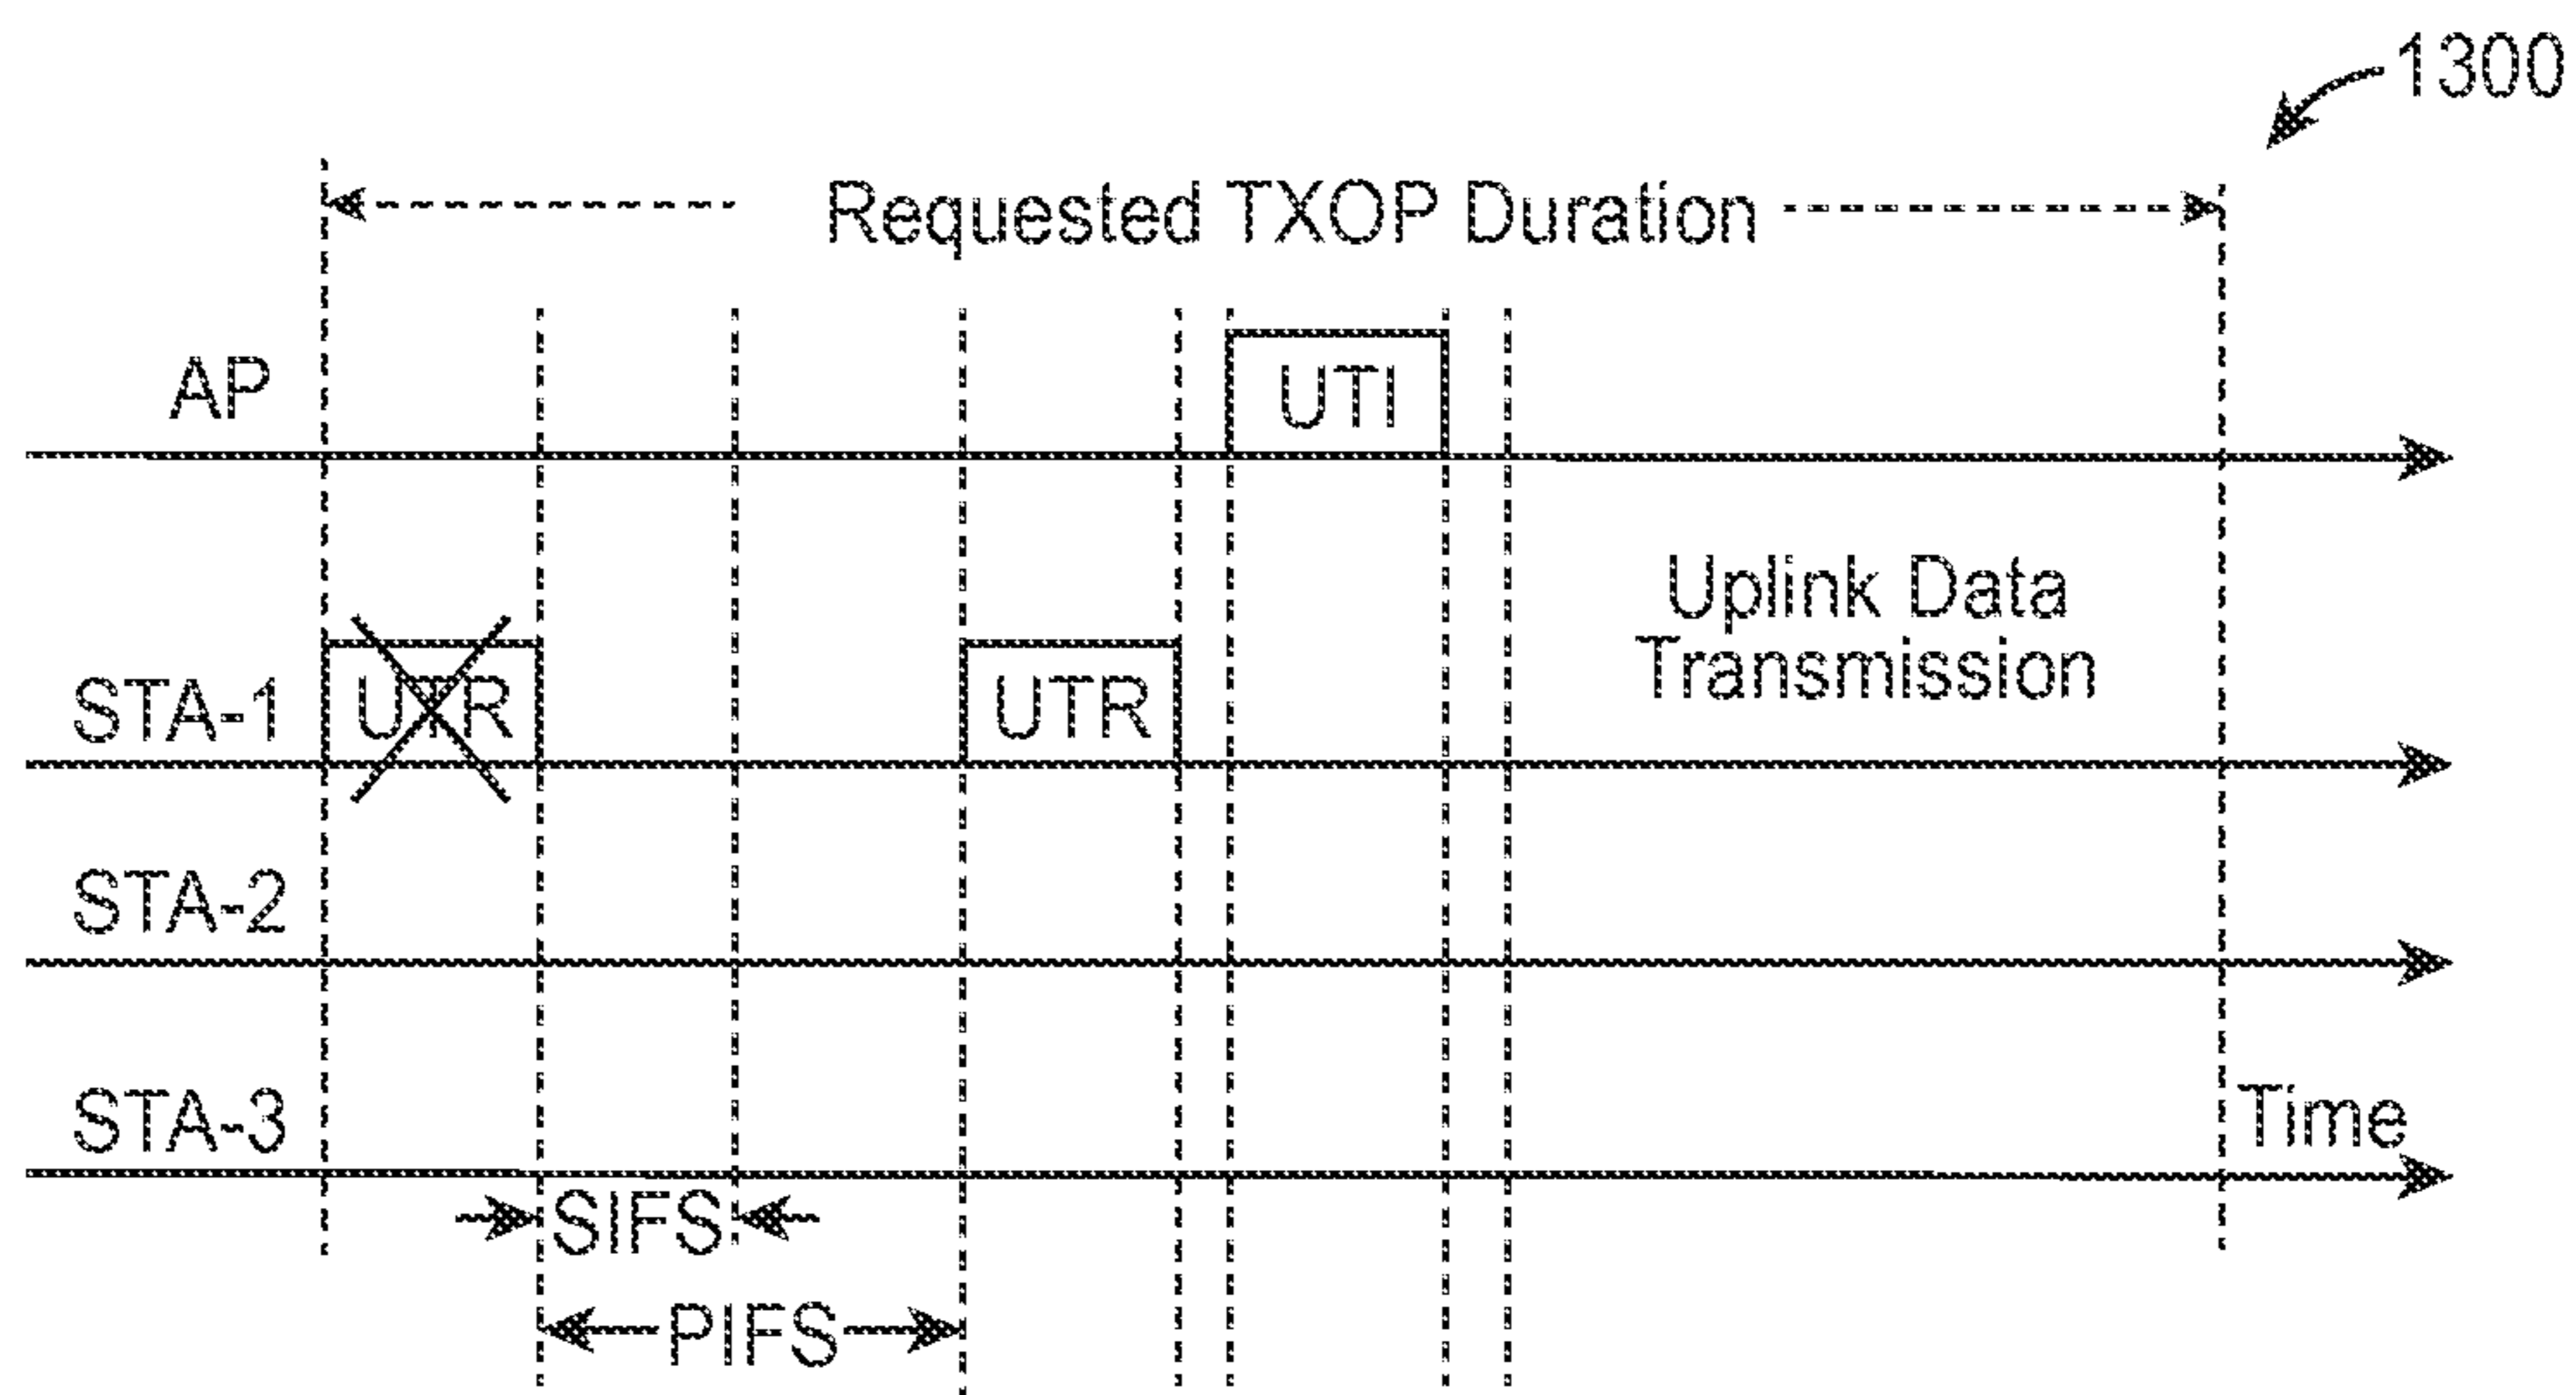 1300
Requested TXOP Duration
AP
UTI
Uplink Data
Transmission
STA-1
UTR
UTR
STA-2
STA-3
Time
SIFS
PIFS